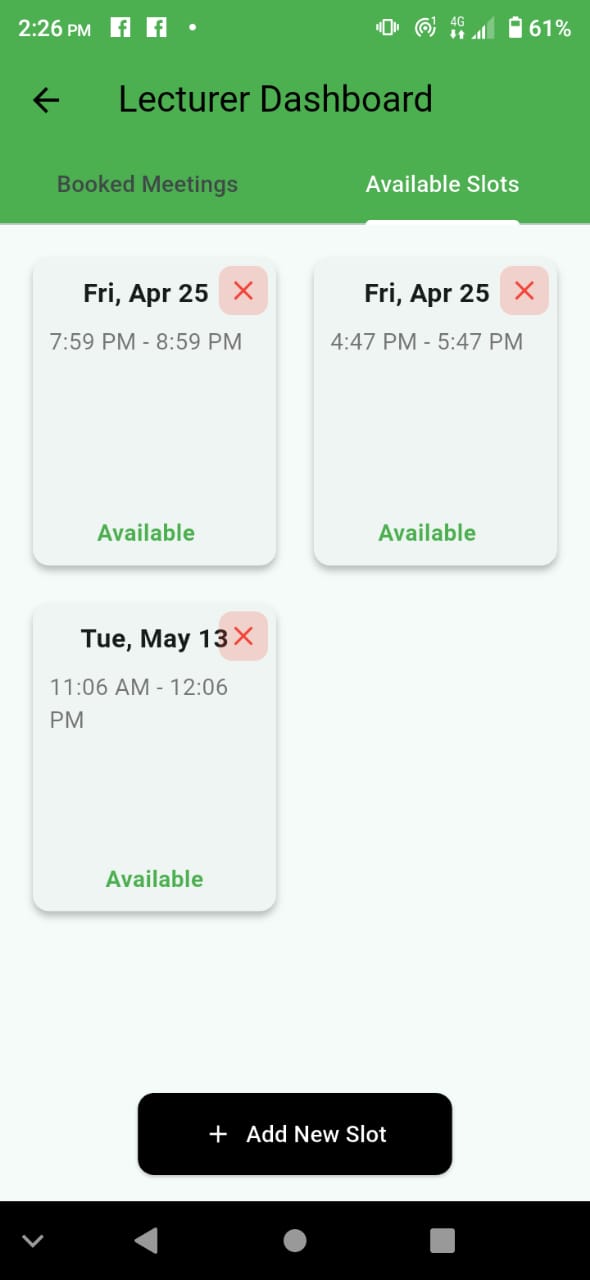 2:26 PM
4G
61%
Lecturer Dashboard
Booked Meetings
Available Slots
Fri, Apr 25
7:59 PM - 8:59 PM
Available
Fri, Apr 25
4:47 PM - 5:47 PM
Available
Tue, May 13
11:06 AM - 12:06
PM
Available
+ Add New Slot